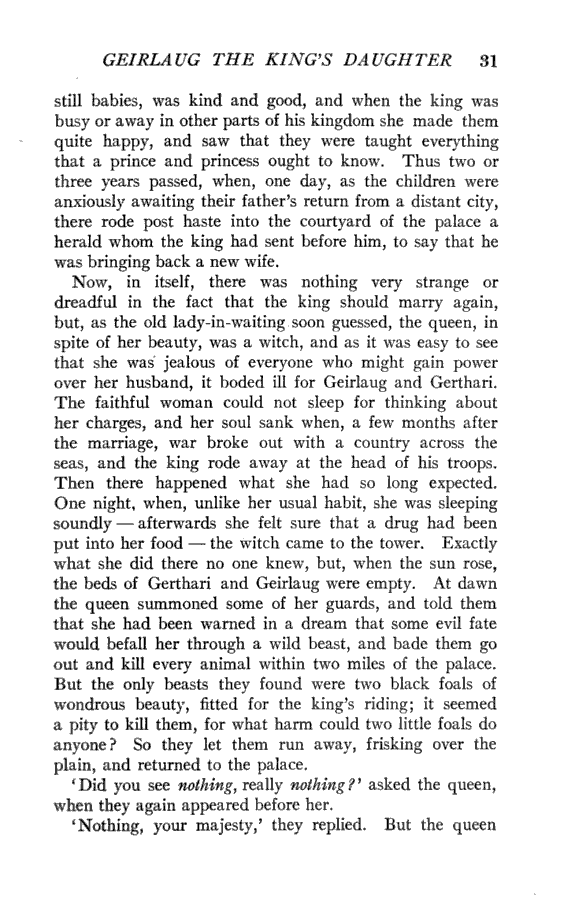 GEIRLAUG THE KING'S DAUGHTER 31
still babies, was kind and good, and when the king was
busy or away in other parts of his kingdom she made them
quite happy, and saw that they were taught everything
that a prince and princess ought to know. Thus two or
three years passed, when, one day, as the children were
anxiously awaiting their father's return from a distant city,
there rode post haste into the courtyard of the palace a
herald whom the king had sent before him, to say that he
was bringing back a new wife.
Now, in itself, there was nothing very strange or
dreadful in the fact that the king should marry again,
but, as the old lady-in-waiting soon guessed, the queen, in
spite of her beauty, was a witch, and as it was easy to see
that she was jealous of everyone who might gain power
over her husband, it boded ill for Geirlaug and Gerthari.
The faithful woman could not sleep for thinking about
her charges, and her soul sank when, a few months after
the marriage, war broke out with a country across the
seas, and the king rode away at the head of his troops.
Then there happened what she had so long expected.
One night, when, unlike her usual habit, she was sleeping
soundly — afterwards she felt sure that a drug had been
put into her food — the witch came to the tower. Exactly
what she did there no one knew, but, when the sun rose,
the beds of Gerthari and Geirlaug were empty. At dawn
the queen summoned some of her guards, and told them
that she had been warned in a dream that some evil fate
would befall her through a wild beast, and bade them go
out and kill every animal within two miles of the palace.
But the only beasts they found were two black foals of
wondrous beauty, fitted for the king's riding; it seemed
a pity to kill them, for what harm could two little foals do
anyone? So they let them run away, frisking over the
plain, and returned to the palace.
'Did you see nothing, really nothing?' asked the queen,
when they again appeared before her.
'Nothing, your majesty,' they replied. But the queen